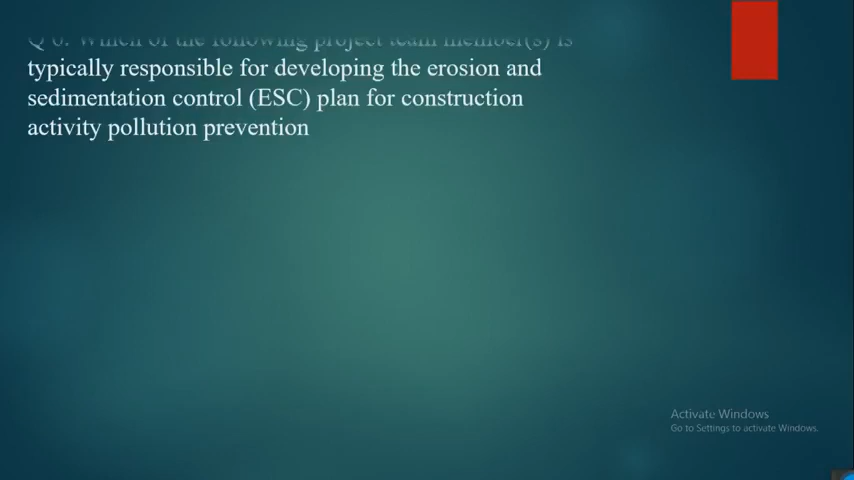 Q 6. Which of the following project team member(s) is
typically responsible for developing the erosion and
sedimentation control (ESC) plan for construction
activity pollution prevention
Activate Windows
Go to Settings to activate Windows.